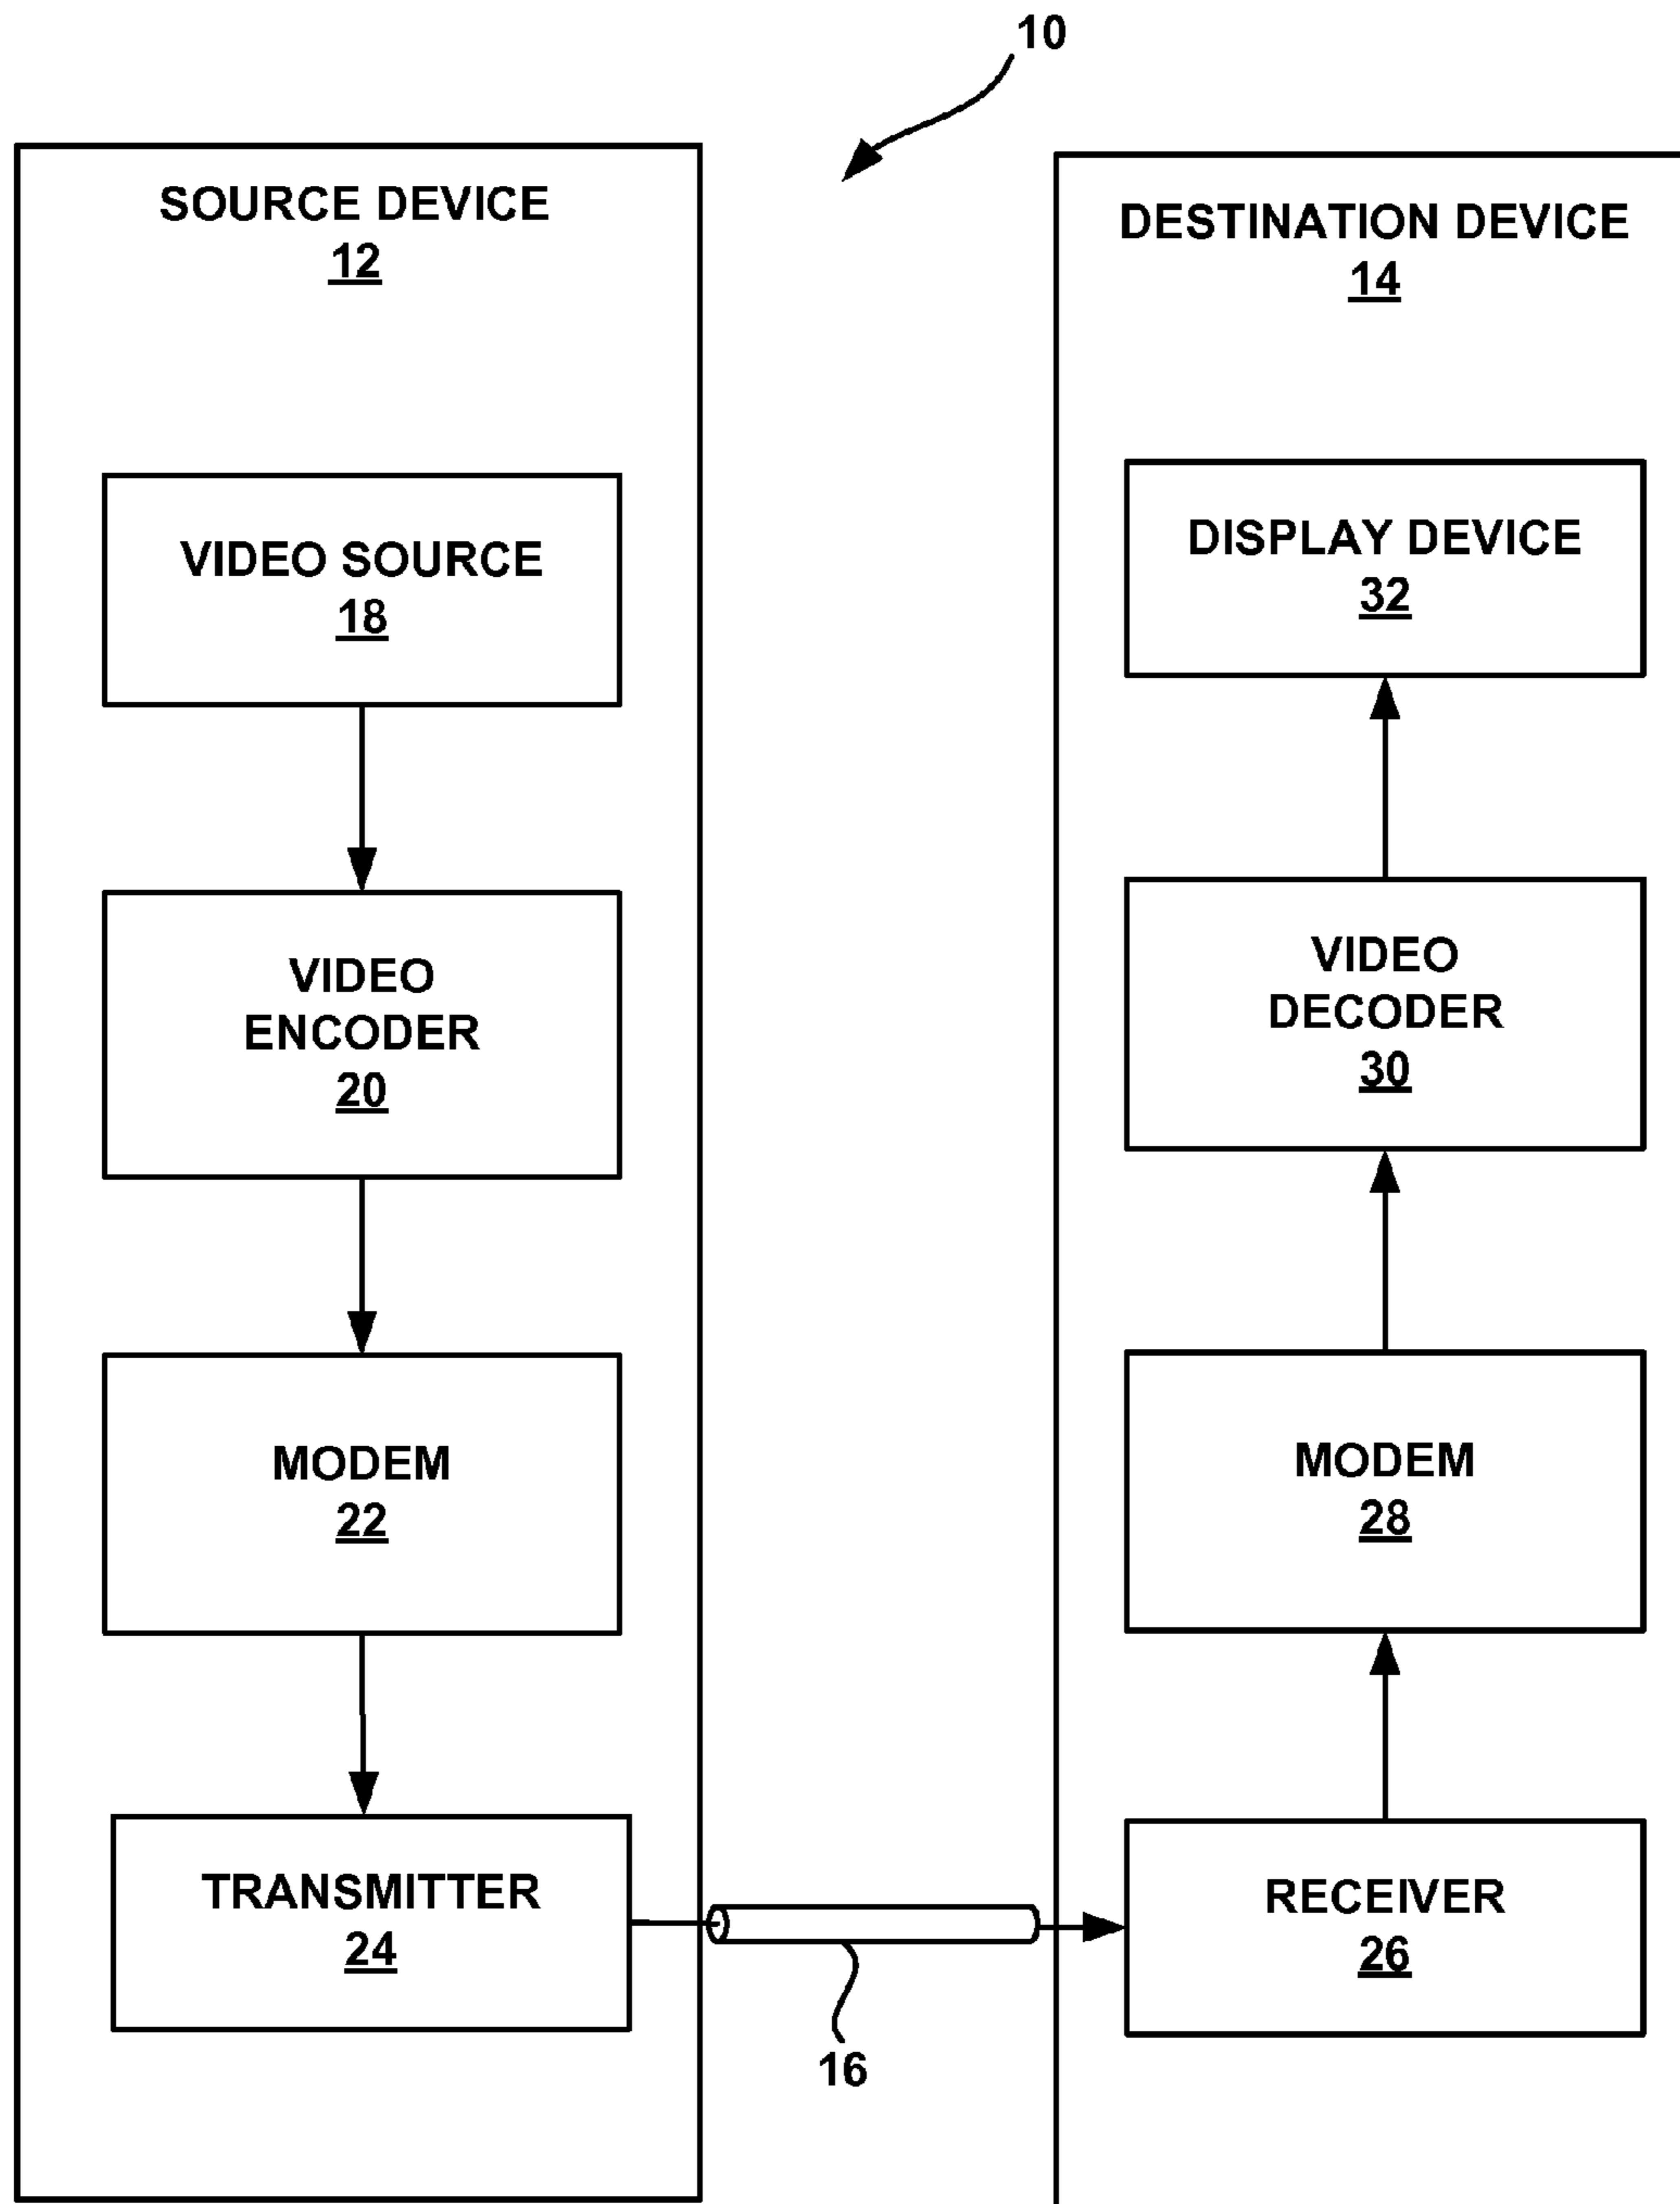 10
SOURCE DEVICE
12
VIDEO SOURCE
18
VIDEO
ENCODER
20
MODEM
22
TRANSMITTER
24
16
DESTINATION DEVICE
14
DISPLAY DEVICE
32
VIDEO
DECODER
30
MODEM
28
RECEIVER
26